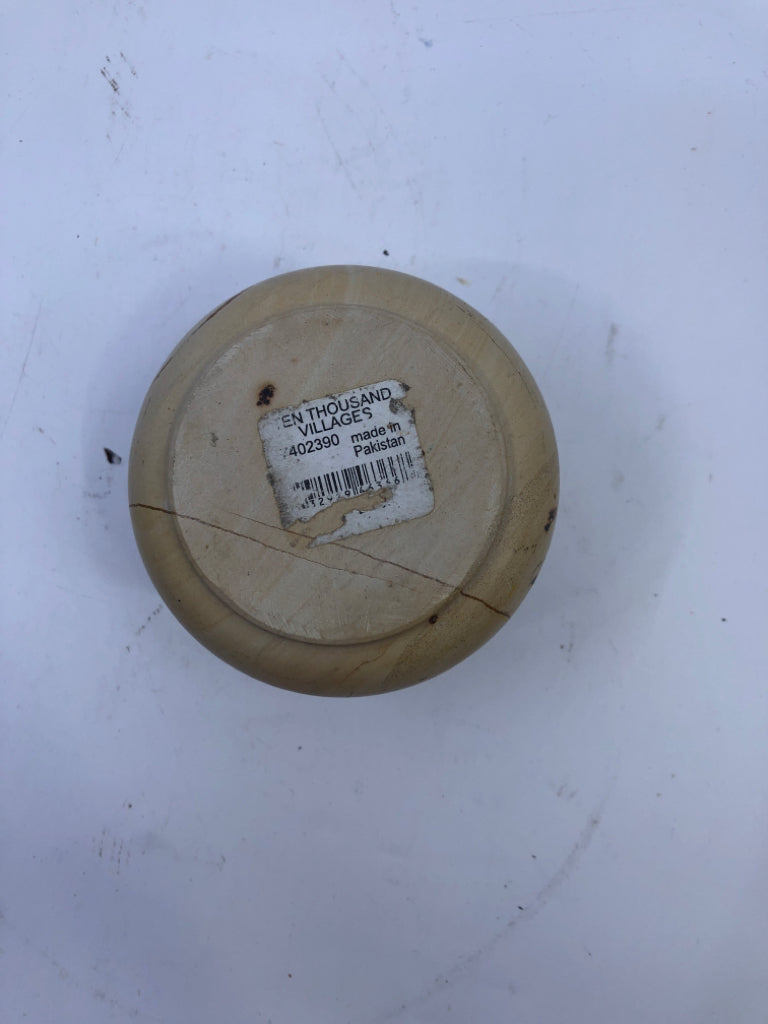 EN THOUSAND
VILLAGES
402390 made in
Pakistan